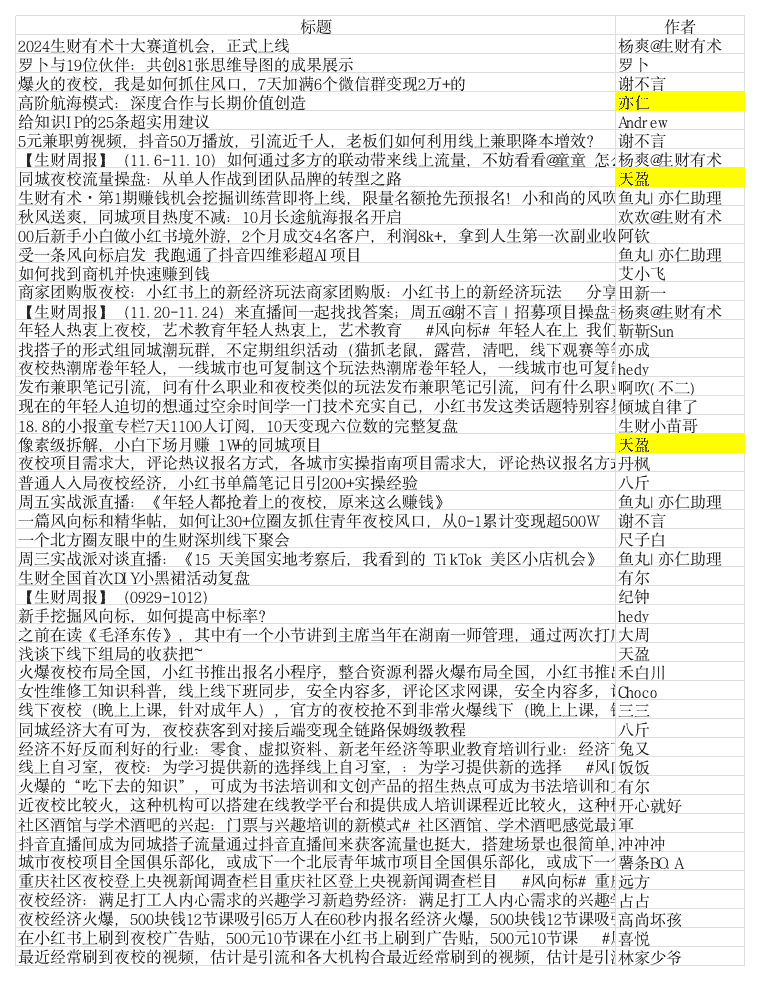 标题 作者
2024生财有术十大赛道机会，正式上线 杨爽@生财有术
罗卜与19位伙伴：共创81张思维导图的成果展示 罗卜
爆火的夜校，我是如何抓住风口，7天加满6个微信群变现2万+的 谢不言
高阶航海模式：深度合作与长期价值创造 亦仁
给知识IP的25条超实用建议 Andrew
5元兼职剪视频，抖音50万播放，引流近千人，老板们如何利用线上兼职降本增效？ 谢不言
【生财周报】（11.6-11.10）如何通过多方的联动带来线上流量，不妨看看@童童 怎么 杨爽@生财有术
同城夜校流量操盘：从单人作战到团队品牌的转型之路 天盈
生财有术·第1期赚钱机会挖掘训练营即将上线，限量名额抢先预报名！小和尚的风吹 鱼丸|亦仁助理
秋风送爽，同城项目热度不减：10月长途航海报名开启 欢欢@生财有术
00后新手小白做小红书境外游，2个月成交4名客户，利润8k+，拿到人生第一次副业收 阿钦
受一条风向标启发 我跑通了抖音四维彩超AI项目 鱼丸|亦仁助理
如何找到商机并快速赚到钱 艾小飞
商家团购版夜校：小红书上的新经济玩法商家团购版：小红书上的新经济玩法 分享 田新一
【生财周报】（11.20-11.24）来直播间一起找找答案；周五@谢不言|招募项目操盘手 杨爽@生财有术
年轻人热衷上夜校，艺术教育年轻人热衷上，艺术教育 #风向标# 年轻人在上 我们 靳靳Sun
找搭子的形式组同城潮玩群，不定期组织活动（猫抓老鼠，露营，清吧，线下观赛等等 亦成
夜校热潮席卷年轻人，一线城市也可复制这个玩法热潮席卷年轻人，一线城市也可复制 hedy
发布兼职笔记引流，问有什么职业和夜校类似的玩法发布兼职笔记引流，问有什么职业 啊吹(不二)
现在的年轻人迫切的想通过空余时间学一门技术充实自己，小红书发这类话题特别容易 倾城自律了
18.8的小报童专栏7天1100人订阅，10天变现六位数的完整复盘 生财小苗哥
像素级拆解，小白下场月赚 1W+的同城项目 天盈
夜校项目需求大，评论热议报名方式，各城市实操指南项目需求大，评论热议报名方式 丹枫
普通人入局夜校经济，小红书单篇笔记日引200+实操经验 八斤
周五实战派直播：《年轻人都抢着上的夜校，原来这么赚钱》 鱼丸|亦仁助理
一篇风向标和精华帖，如何让30+位圈友抓住青年夜校风口，从0-1累计变现超500W 谢不言
一个北方圈友眼中的生财深圳线下聚会 尺子白
周三实战派对谈直播：《15 天美国实地考察后，我看到的 TikTok 美区小店机会》 鱼丸|亦仁助理
生财全国首次DIY小黑裙活动复盘 有尔
【生财周报】（0929-1012） 纪钟
新手挖掘风向标，如何提高中标率？ hedy
之前在读《毛泽东传》，其中有一个小节讲到主席当年在湖南一师管理，通过两次打 大周
浅谈下线下组局的收获把~ 天盈
火爆夜校布局全国，小红书推出报名小程序，整合资源利器火爆布局全国，小红书推出 禾白川
女性维修工知识科普，线上线下班同步，安全内容多，评论区求网课，安全内容多， Choco
线下夜校（晚上上课，针对成年人），官方的夜校抢不到非常火爆线下（晚上上课，针 三三
同城经济大有可为，夜校获客到对接后端变现全链路保姆级教程 八斤
经济不好反而利好的行业：零食、虚拟资料、新老年经济等职业教育培训行业：经济 兔又
线上自习室，夜校：为学习提供新的选择线上自习室，：为学习提供新的选择 #风 饭饭
火爆的“吃下去的知识”，可成为书法培训和文创产品的招生热点可成为书法培训和 有尔
近夜校比较火，这种机构可以搭建在线教学平台和提供成人培训课程近比较火，这种 开心就好
社区酒馆与学术酒吧的兴起：门票与兴趣培训的新模式# 社区酒馆、学术酒吧感觉最近 軍
抖音直播间成为同城搭子流量通过抖音直播间来获客流量也挺大，搭建场景也很简单， 冲冲冲
城市夜校项目全国俱乐部化，或成下一个北辰青年城市项目全国俱乐部化，或成下一个 薯条BO.A
重庆社区夜校登上央视新闻调查栏目重庆社区夜校登上央视新闻调查栏目 #风向标# 重 远方
夜校经济：满足打工人内心需求的兴趣学习新趋势经济：满足打工人内心需求的兴趣学 占占
夜校经济火爆，500块钱12节课吸引65万人在60秒内报名经济火爆，500块钱12节课吸 高尚坏孩
在小红书上刷到夜校广告贴，500元10节课在小红书上刷到广告贴，500元10节课 # 喜悦
最近经常刷到夜校的视频，估计是引流和各大机构合最近经常刷到的视频，估计是引 林家少爷